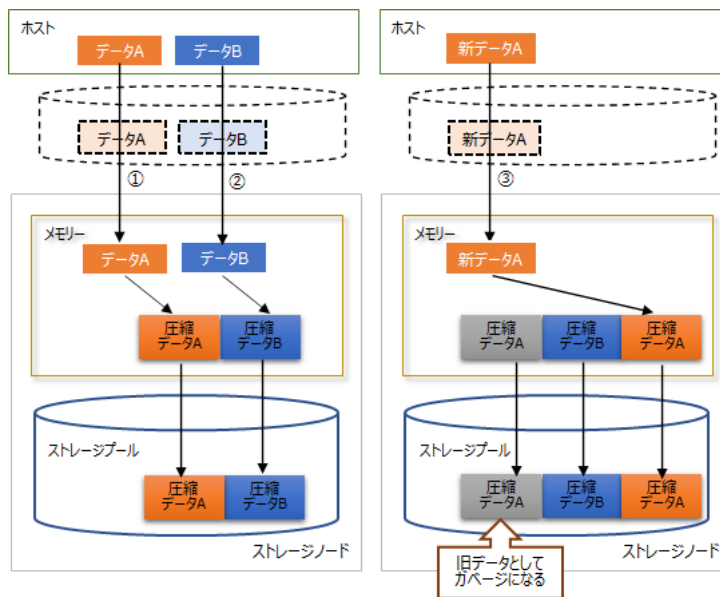 ホスト
データA
データB
データA
データB
①
②
メモリー
データA
データB
圧縮
データA
圧縮
データB
ストレージプール
圧縮
データA
圧縮
データB
ストレージノード
ホスト
新データA
新データA
③
メモリー
新データA
圧縮
データA
圧縮
データB
圧縮
データA
ストレージプール
圧縮
データA
圧縮
データB
圧縮
データA
ストレージノード
旧データとして
ガベージになる